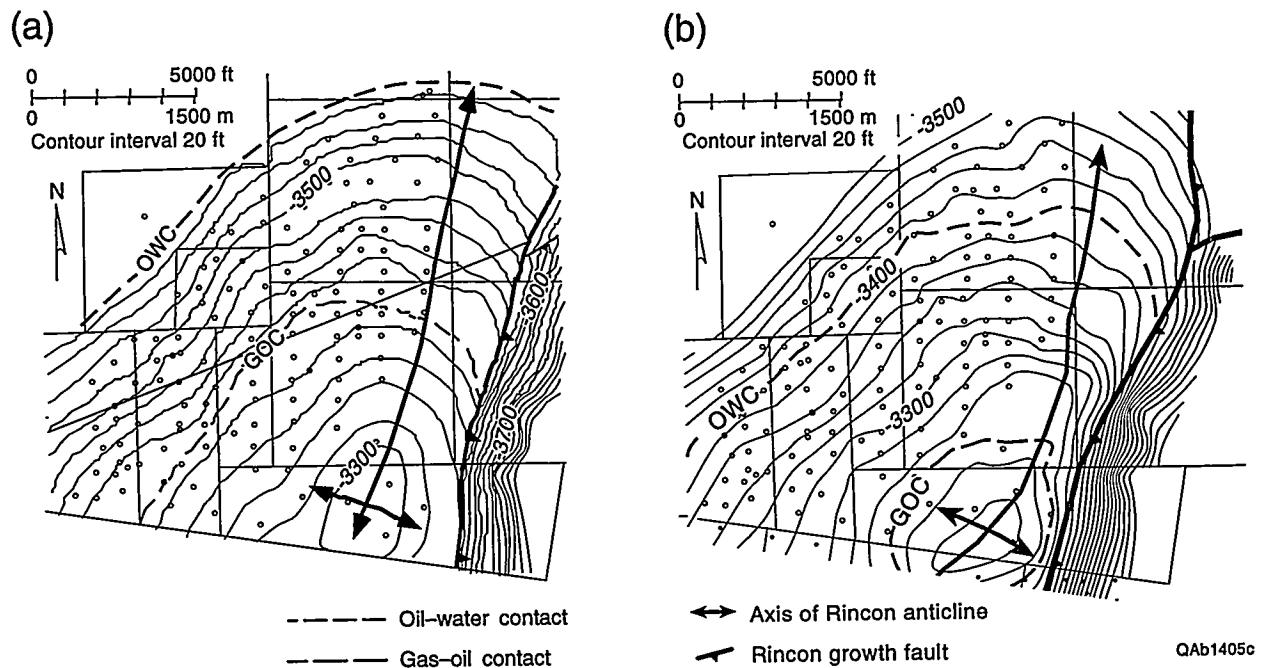 (a)
0 5000 ft
0 1500 m
Contour interval 20 ft
N
OWC
-3500
GOC
-3600
-3700
-3300
(b)
0 5000 ft
0 1500 m
Contour interval 20 ft
N
-3500
-3400
OWC
-3300
GOC
Oil–water contact
Gas–oil contact
Axis of Rincon anticline
Rincon growth fault
QAb1405c